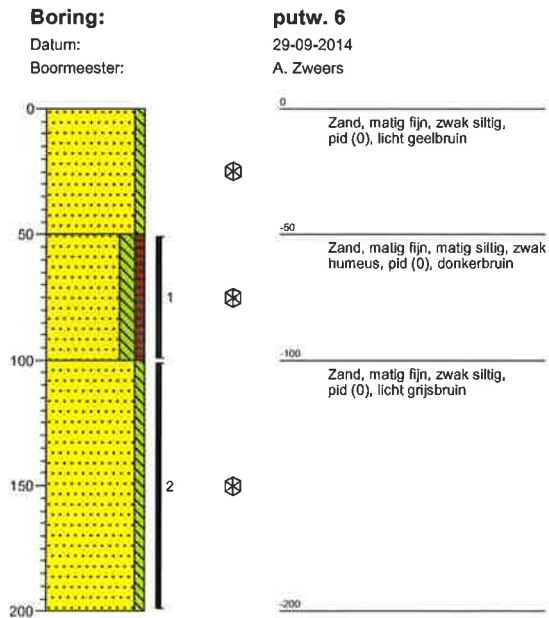 Boring: putw. 6
Datum: 29-09-2014
Boormeester: A. Zweers
0
0
Zand, matig fijn, zwak siltig,
pid (0), licht geelbruin
50
-50
Zand, matig fijn, matig siltig, zwak
humeus, pid (0), donkerbruin
1
100
-100
Zand, matig fijn, zwak siltig,
pid (0), licht grijsbruin
150
2
200
-200